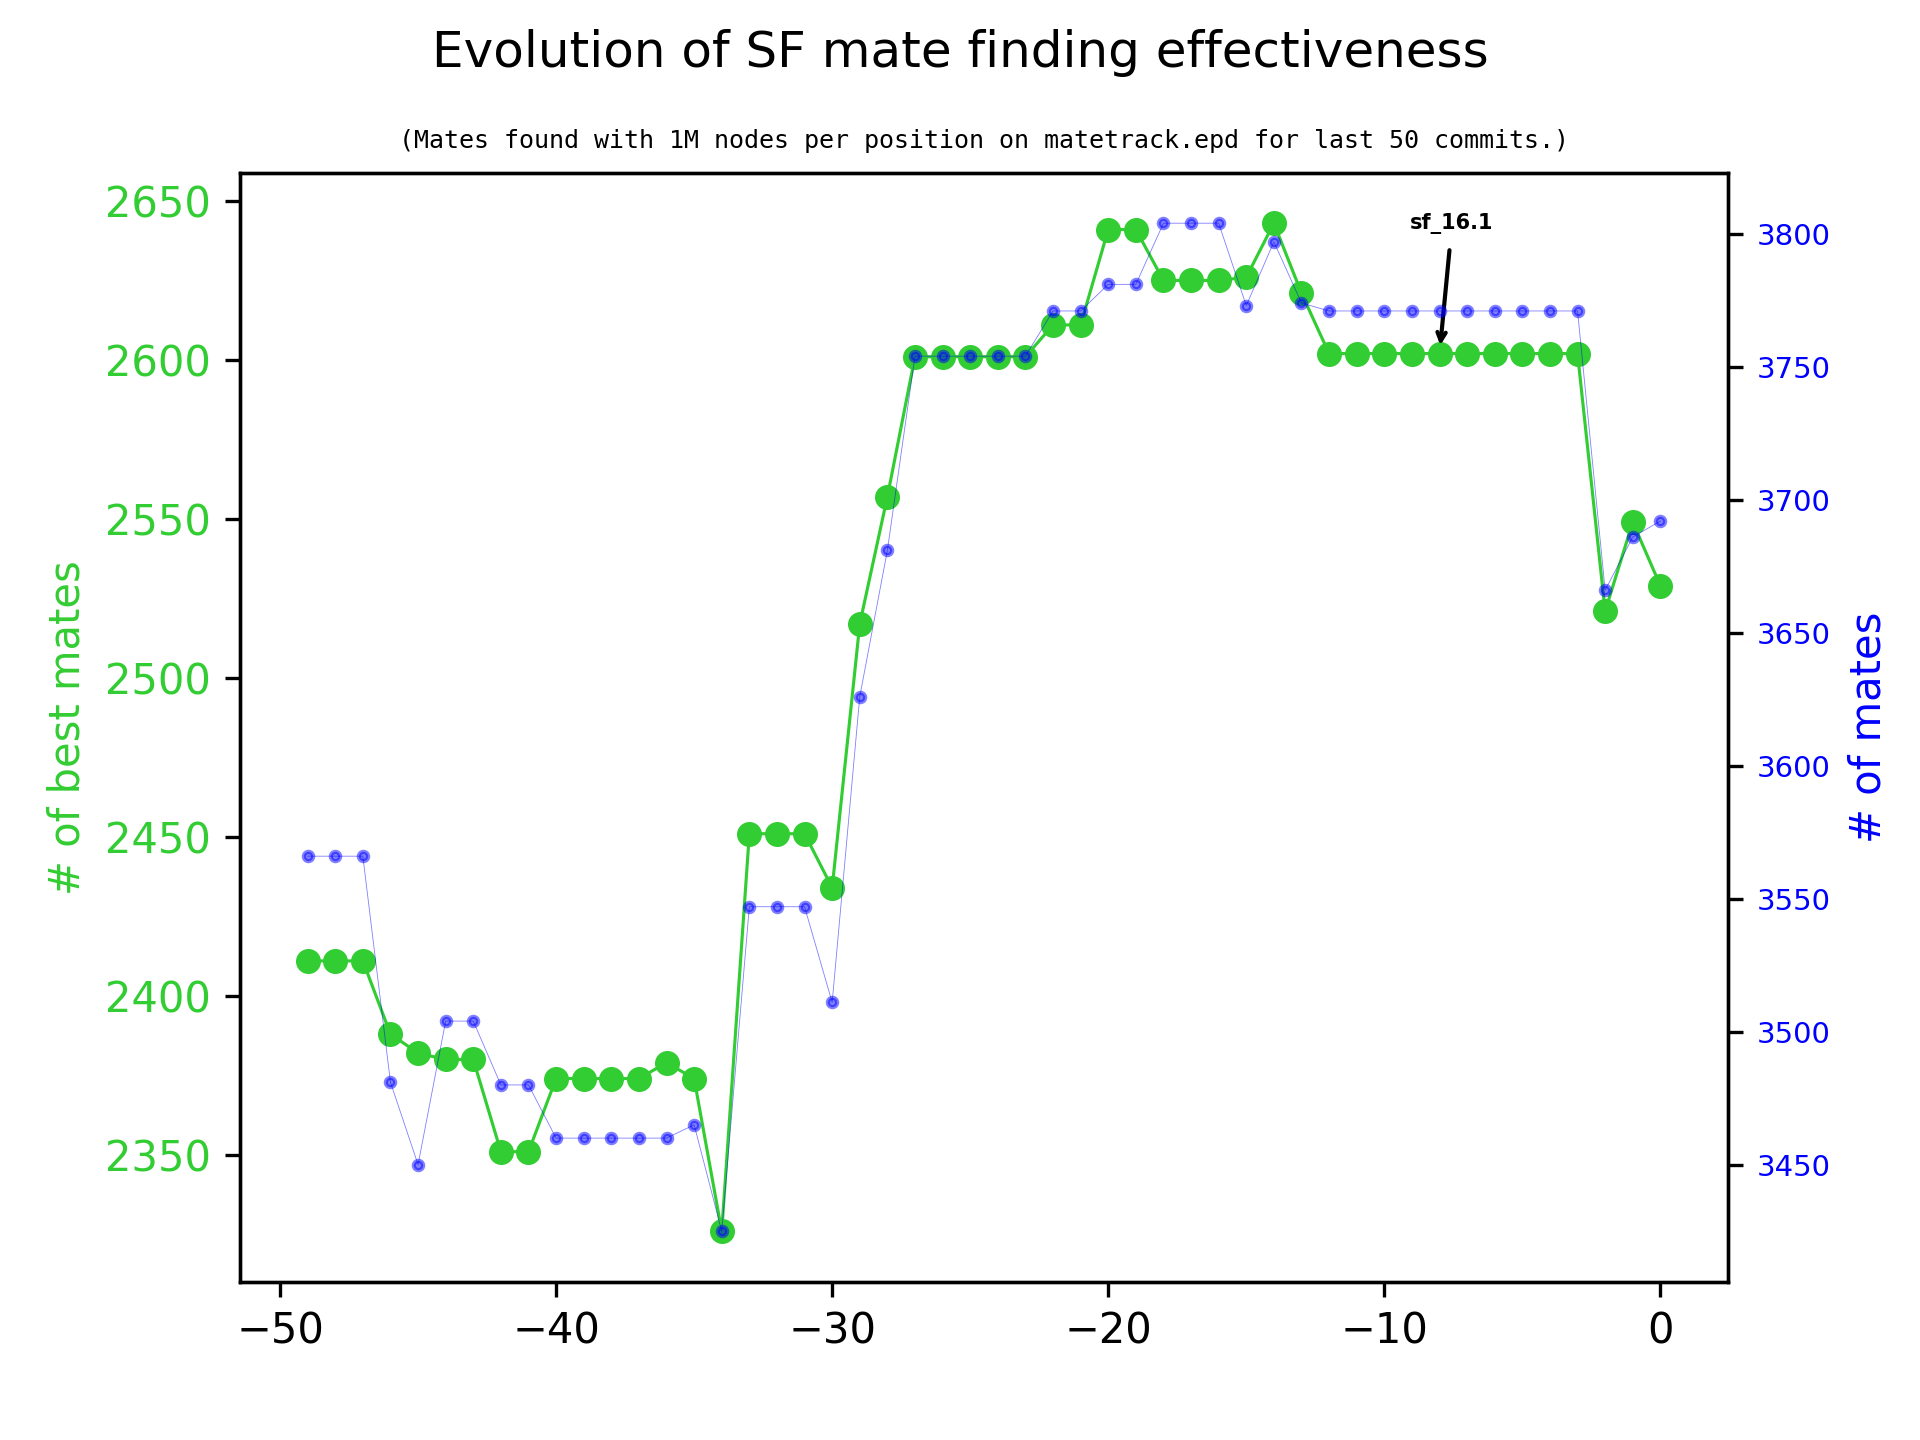 Evolution of SF mate finding effectiveness
(Mates found with 1M nodes per position on matetrack.epd for last 50 commits.)
# of best mates
2650
2600
2550
2500
2450
2400
2350
sf_16.1
3800
3750
3700
3650
3600
3550
3500
3450
# of mates
−50 −40 −30 −20 −10 0